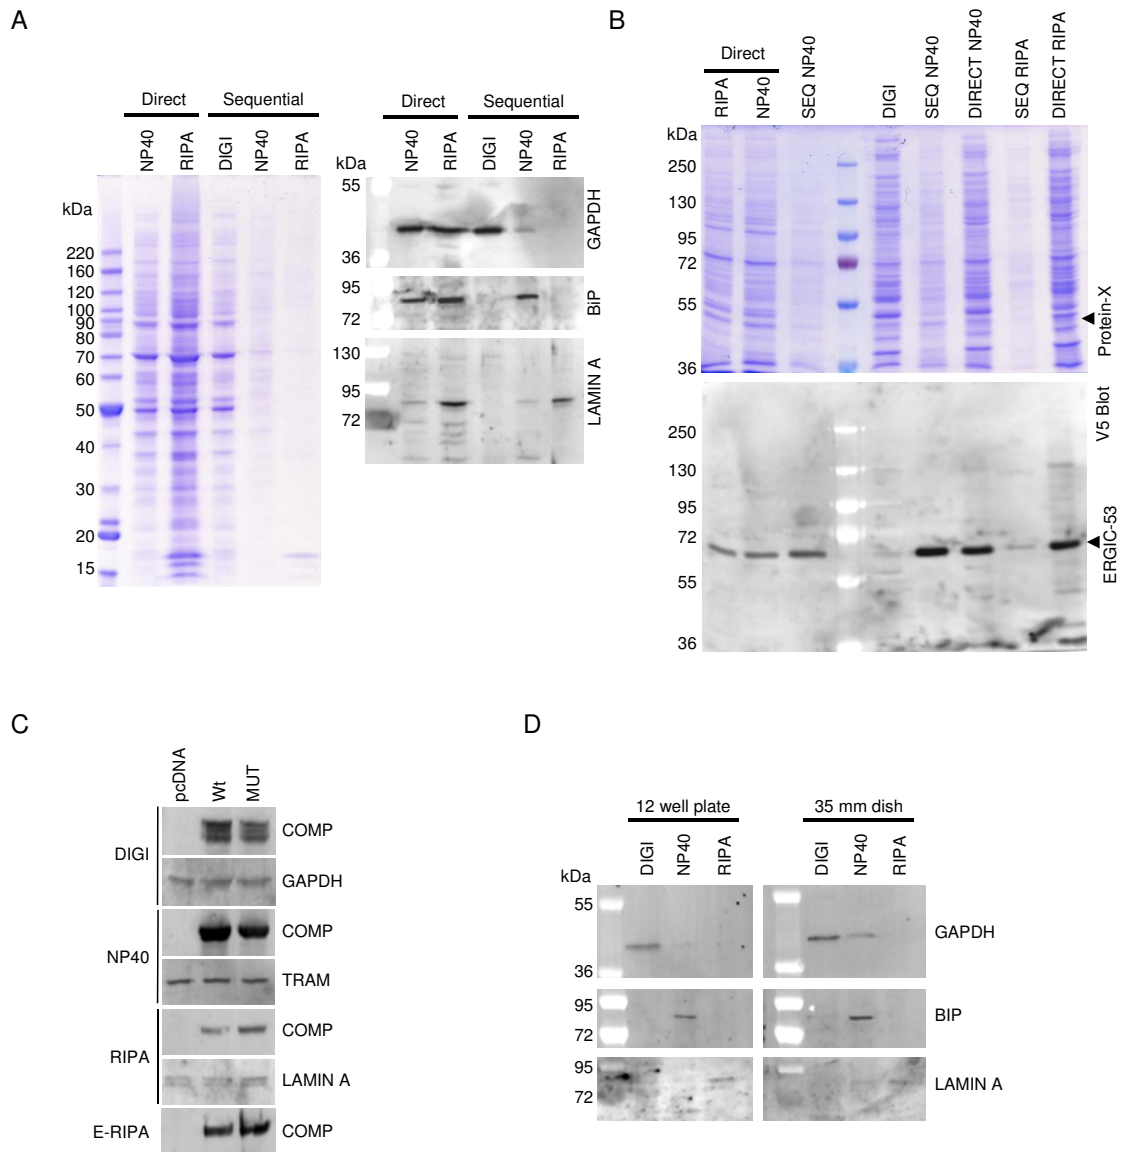 A
Direct
Sequential
NP40
RIPA
DIGI
NP40
RIPA
kDa
220
160
120
100
90
80
70
60
50
40
30
20
15
Direct
Sequential
kDa
NP40
RIPA
DIGI
NP40
RIPA
55
36
GAPDH
95
72
BiP
130
95
72
LAMIN A
B
Direct
RIPA
NP40
SEQ NP40
DIGI
SEQ NP40
DIRECT NP40
SEQ RIPA
DIRECT RIPA
kDa
250
130
95
72
55
36
Protein-X
250
130
95
72
55
36
V5 Blot
ERGIC-53
C
pcDNA
Wt
MUT
DIGI
COMP
GAPDH
NP40
COMP
TRAM
RIPA
COMP
LAMIN A
E-RIPA
COMP
D
12 well plate
35 mm dish
DIGI
NP40
RIPA
DIGI
NP40
RIPA
kDa
55
36
GAPDH
95
72
BIP
95
72
LAMIN A